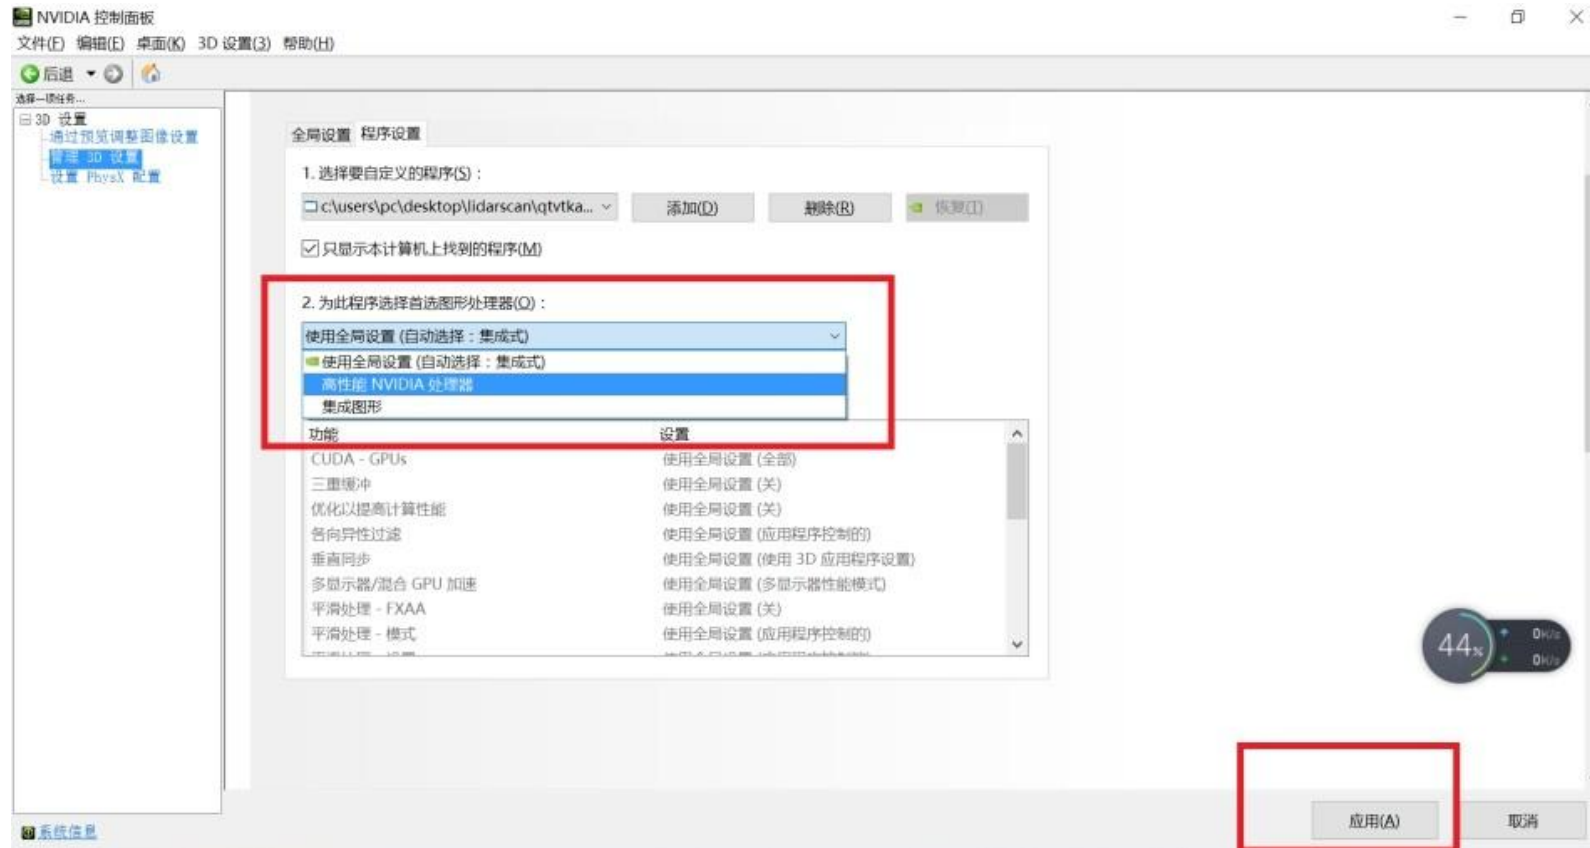 NVIDIA 控制面板
文件(F) 编辑(E) 桌面(K) 3D 设置(3) 帮助(H)
后退
选择一项任务...
3D 设置
通过预览调整图像设置
管理 3D 设置
设置 PhysX 配置
全局设置 程序设置
1. 选择要自定义的程序(S)：
c:\users\pc\desktop\lidarscan\qtvtka... 添加(D) 删除(R) 恢复(T)
只显示本计算机上找到的程序(M)
2. 为此程序选择首选图形处理器(O)：
使用全局设置 (自动选择：集成式)
使用全局设置 (自动选择：集成式)
高性能 NVIDIA 处理器
集成图形
功能 设置
CUDA - GPUs 使用全局设置 (全部)
三重缓冲 使用全局设置 (关)
优化以提高计算性能 使用全局设置 (关)
各向异性过滤 使用全局设置 (应用程序控制的)
垂直同步 使用全局设置 (使用 3D 应用程序设置)
多显示器/混合 GPU 加速 使用全局设置 (多显示器性能模式)
平滑处理 - FXAA 使用全局设置 (关)
平滑处理 - 模式 使用全局设置 (应用程序控制的)
44%
0K/s
0K/s
应用(A) 取消
系统信息